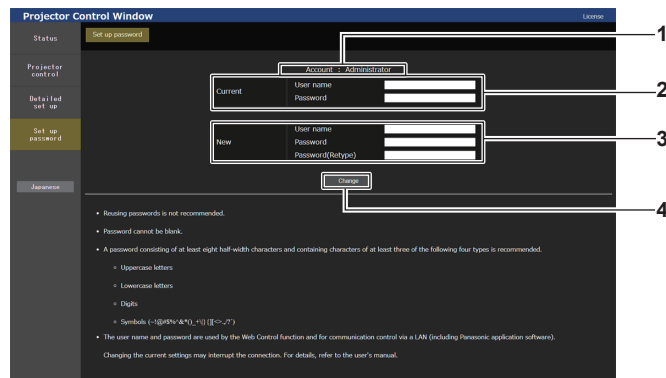 Projector Control Window
License
Status
Set up password
1
Account : Administrator
Projector
control
Current
User name
Password
2
Detailed
set up
Set up
password
New
User name
Password
Password(Retype)
3
Change
4
Japanese
• Reusing passwords is not recommended.
• Password cannot be blank.
• A password consisting of at least eight half-width characters and containing characters of at least three of the following four types is recommended.
○ Uppercase letters
○ Lowercase letters
○ Digits
○ Symbols
• The user name and password are used by the Web Control function and for communication control via a LAN (including Panasonic application software).
Changing the current settings may interrupt the connection. For details, refer to the user's manual.